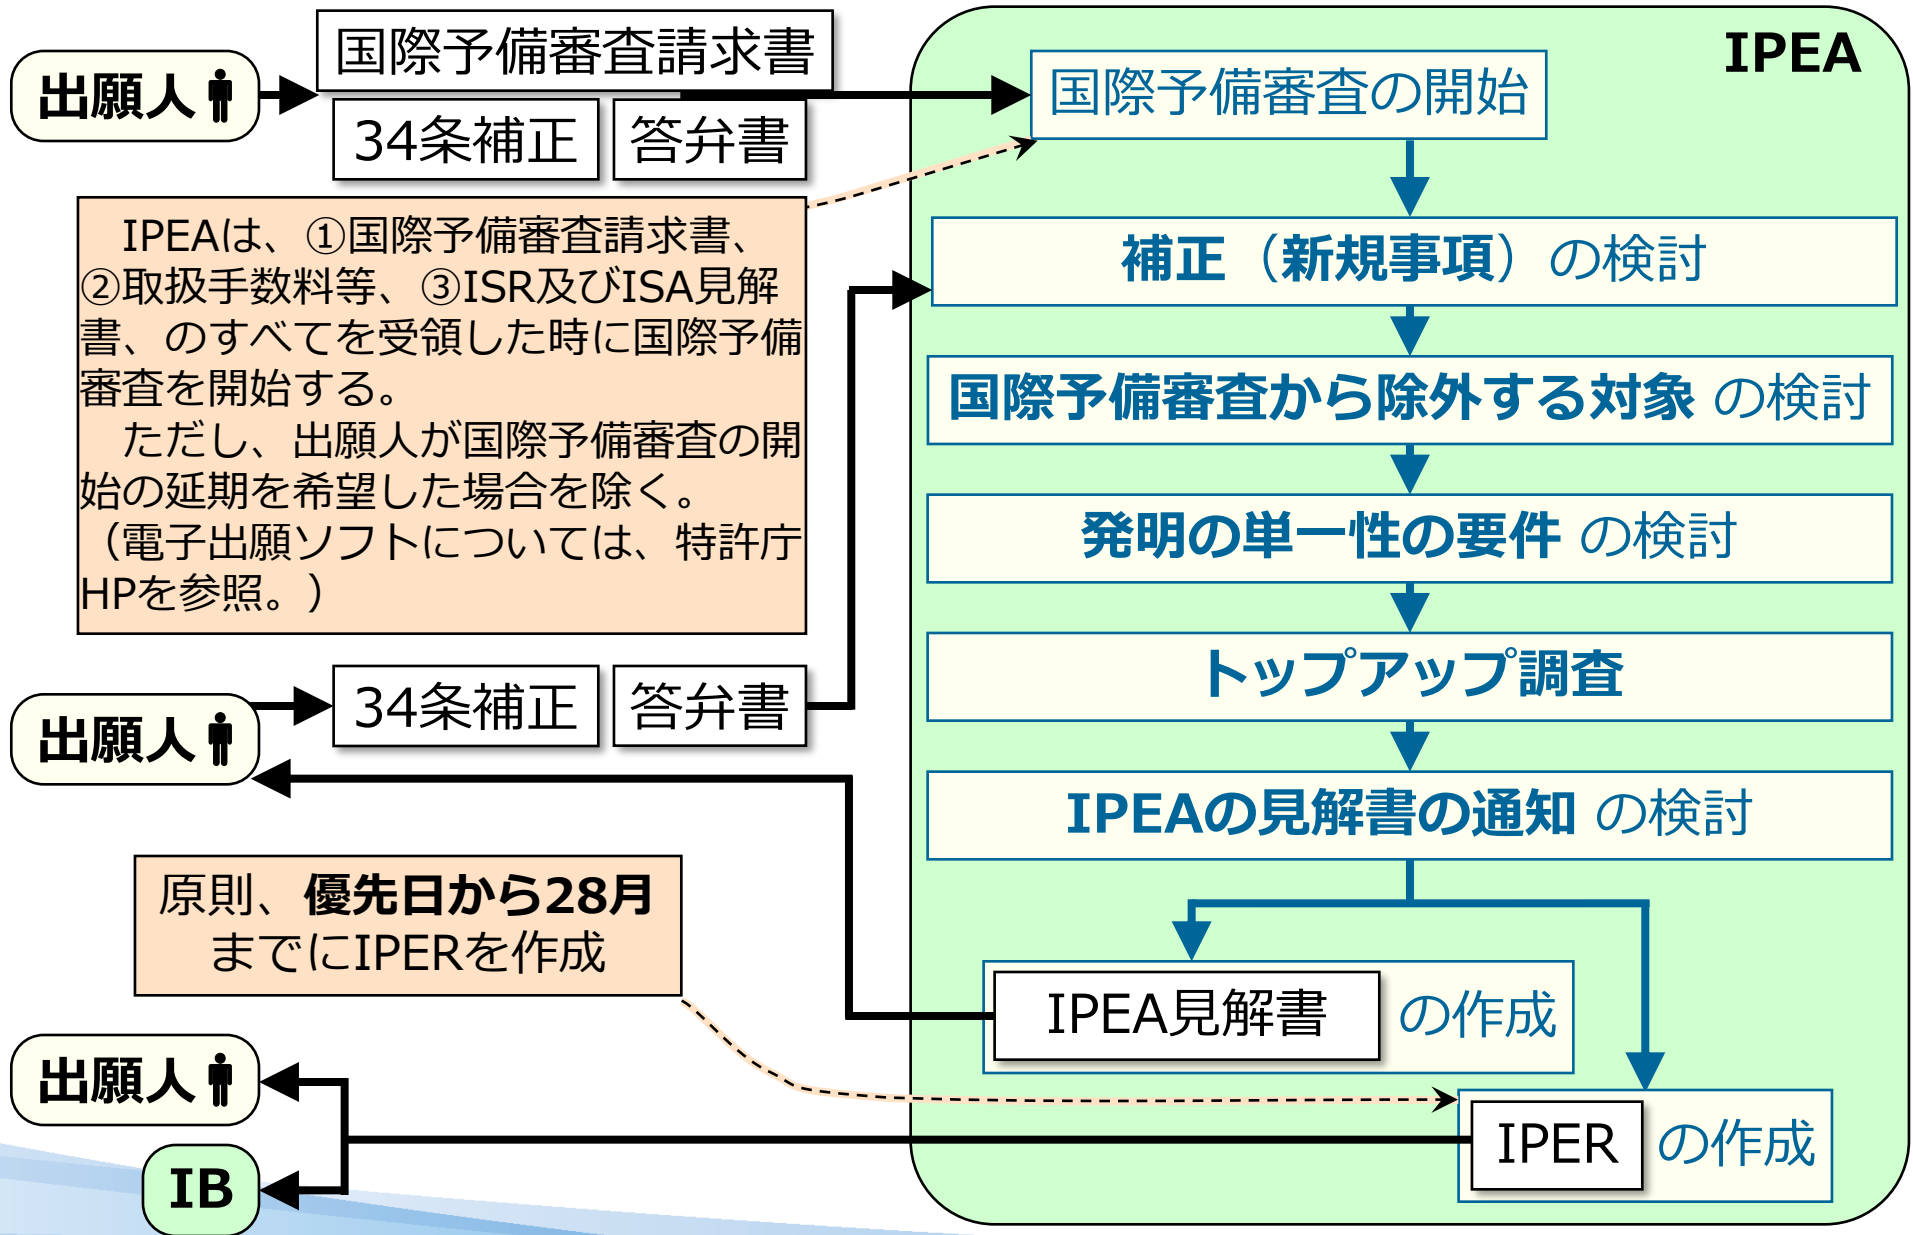 IPEA
出願人
国際予備審査請求書
34条補正
答弁書
国際予備審査の開始
　IPEAは、①国際予備審査請求書、
②取扱手数料等、③ISR及びISA見解
書、のすべてを受領した時に国際予備
審査を開始する。
　ただし、出願人が国際予備審査の開
始の延期を希望した場合を除く。
（電子出願ソフトについては、特許庁
HPを参照。）
補正（新規事項）の検討
国際予備審査から除外する対象 の検討
発明の単一性の要件 の検討
トップアップ調査
出願人
34条補正
答弁書
IPEAの見解書の通知 の検討
原則、優先日から28月
までにIPERを作成
IPEA見解書 の作成
出願人
IPER の作成
IB